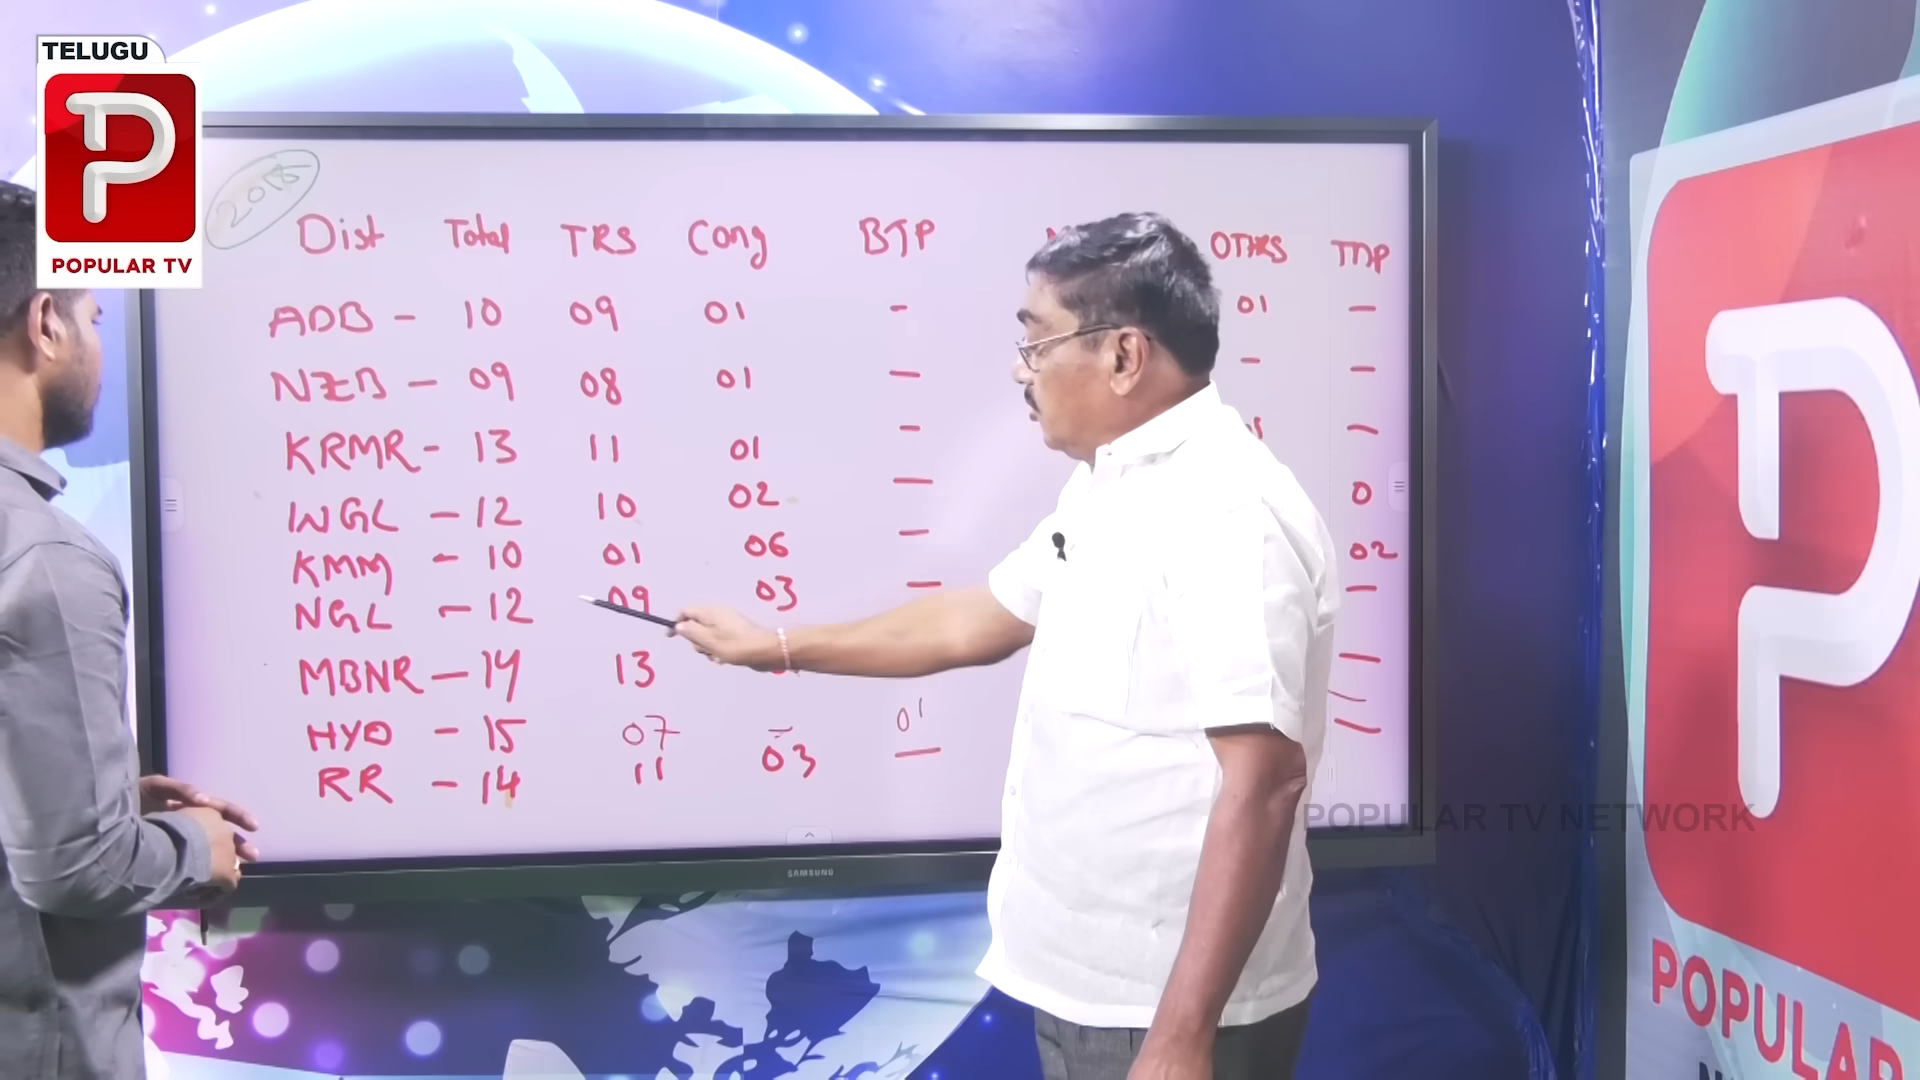 TELUGU
POPULAR TV
2018
Dist Total TRS Cong BJP OTHRS TDP
ADB - 10 09 01 - 01 -
NZB - 09 08 01 - - -
KRMR - 13 11 01 - -
WGL - 12 10 02 - 0
KMM - 10 01 06 - 02
NGL - 12 09 03 - -
MBNR - 14 13 -
HYD - 15 07 - 01 -
RR - 14 11 03 - -
SAMSUNG
POPULAR TV NETWORK
POPULAR